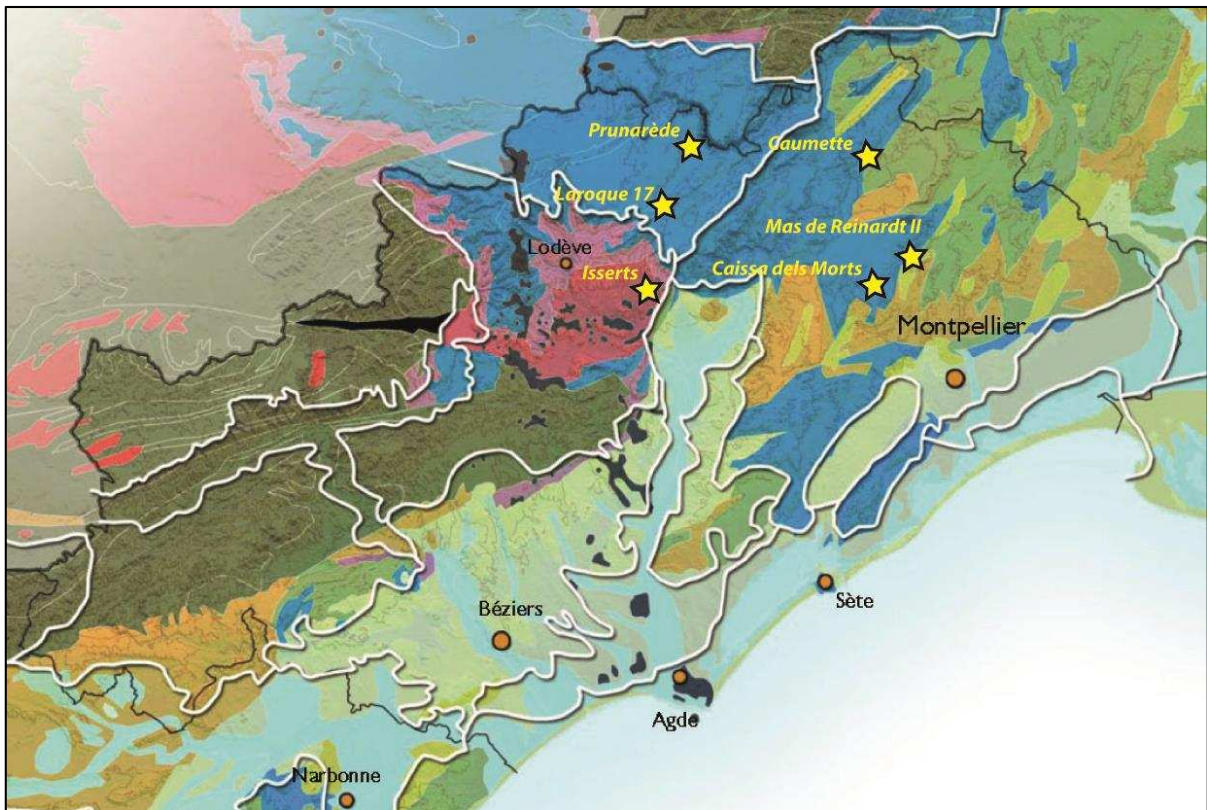 Prunarède
Caumette
Laroque 17
Mas de Reinardt II
Lodève
Isserts
Caissa dels Morts
Montpellier
Sète
Béziers
Agde
Narbonne